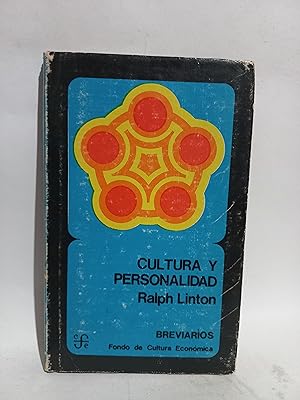 CULTURA Y
PERSONALIDAD
Ralph Linton
BREVIARIOS
Fondo de Cultura Económica